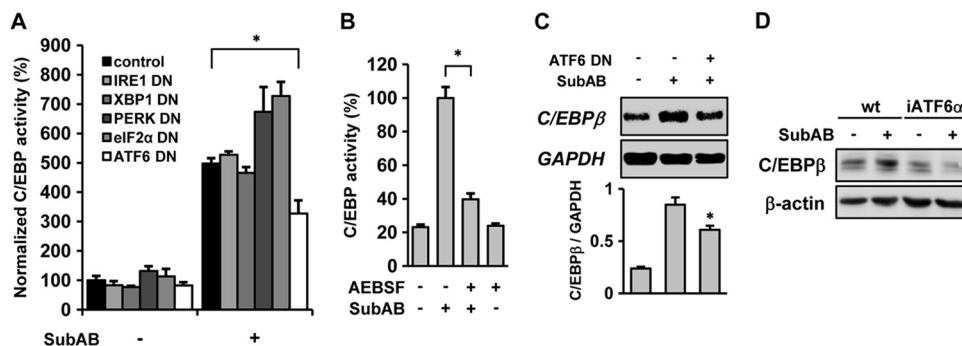 A
Normalized C/EBP activity (%)
900
800
700
600
500
400
300
200
100
00
control
IRE1 DN
XBP1 DN
PERK DN
eIF2α DN
ATF6 DN
*
SubAB - +
B
C/EBP activity (%)
120
100
80
60
40
20
0
*
AEBSF - - + +
SubAB - + + -
C
ATF6 DN - - +
SubAB - + +
C/EBPβ
GAPDH
C/EBPβ / GAPDH
1
0.5
0
*
D
wt iATF6α
SubAB - + - +
C/EBPβ
β-actin